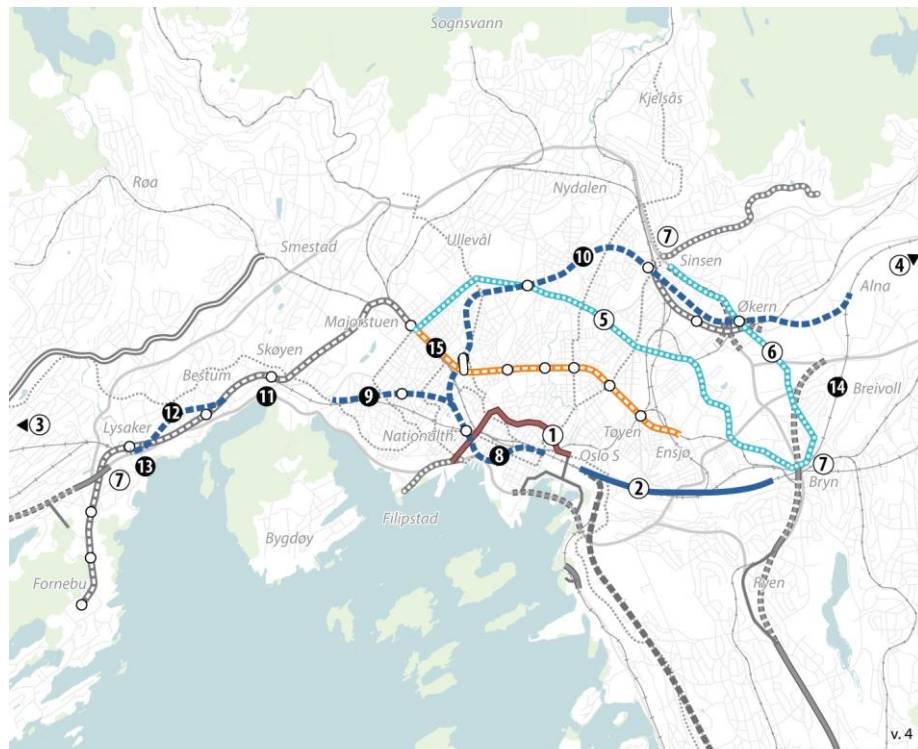 Sognsvann
Kjelsås
Røa
Nydalen
Smestad
Ullevål
7
Sinsen
10
4
Alna
Økern
Majorstuen
5
15
6
Skøyen
Bestum
11
9
14
Breivoll
12
3
Lysaker
Tøyen
1
Nationalth.
8
Oslo S
Ensjø
7
13
7
Bryn
2
Filipstad
Bygdøy
Fornebu
Ryen
v. 4